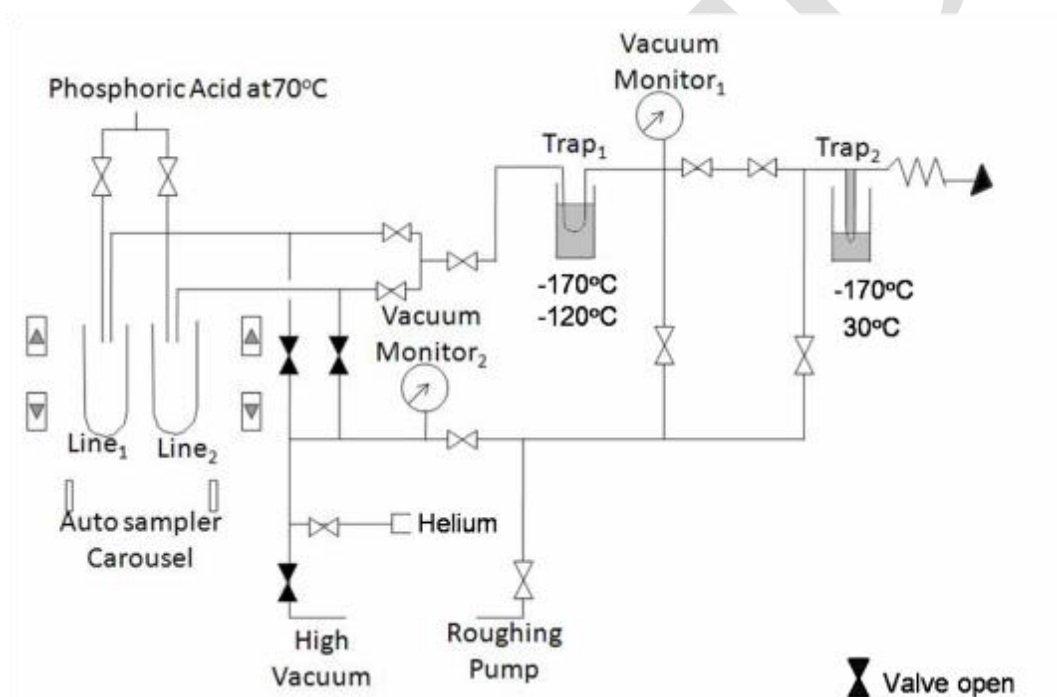 Phosphoric Acid at70°C
Vacuum
Monitor₁
Trap₁
Trap₂
-170°C
-120°C
-170°C
30°C
Vacuum
Monitor₂
Line₁
Line₂
Auto sampler
Carousel
Helium
High
Vacuum
Roughing
Pump
Valve open